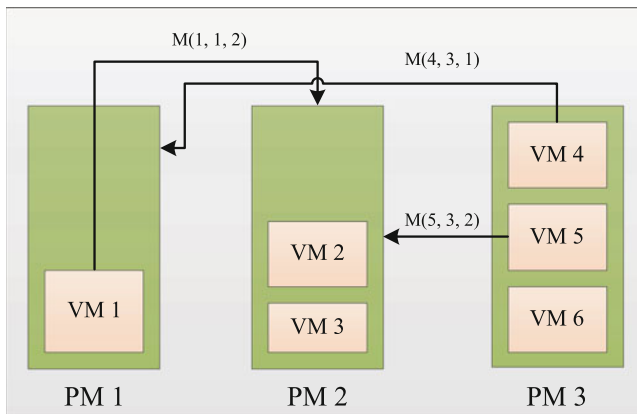 M(1, 1, 2)
M(4, 3, 1)
VM 4
M(5, 3, 2)
VM 5
VM 2
VM 1
VM 3
VM 6
PM 1
PM 2
PM 3